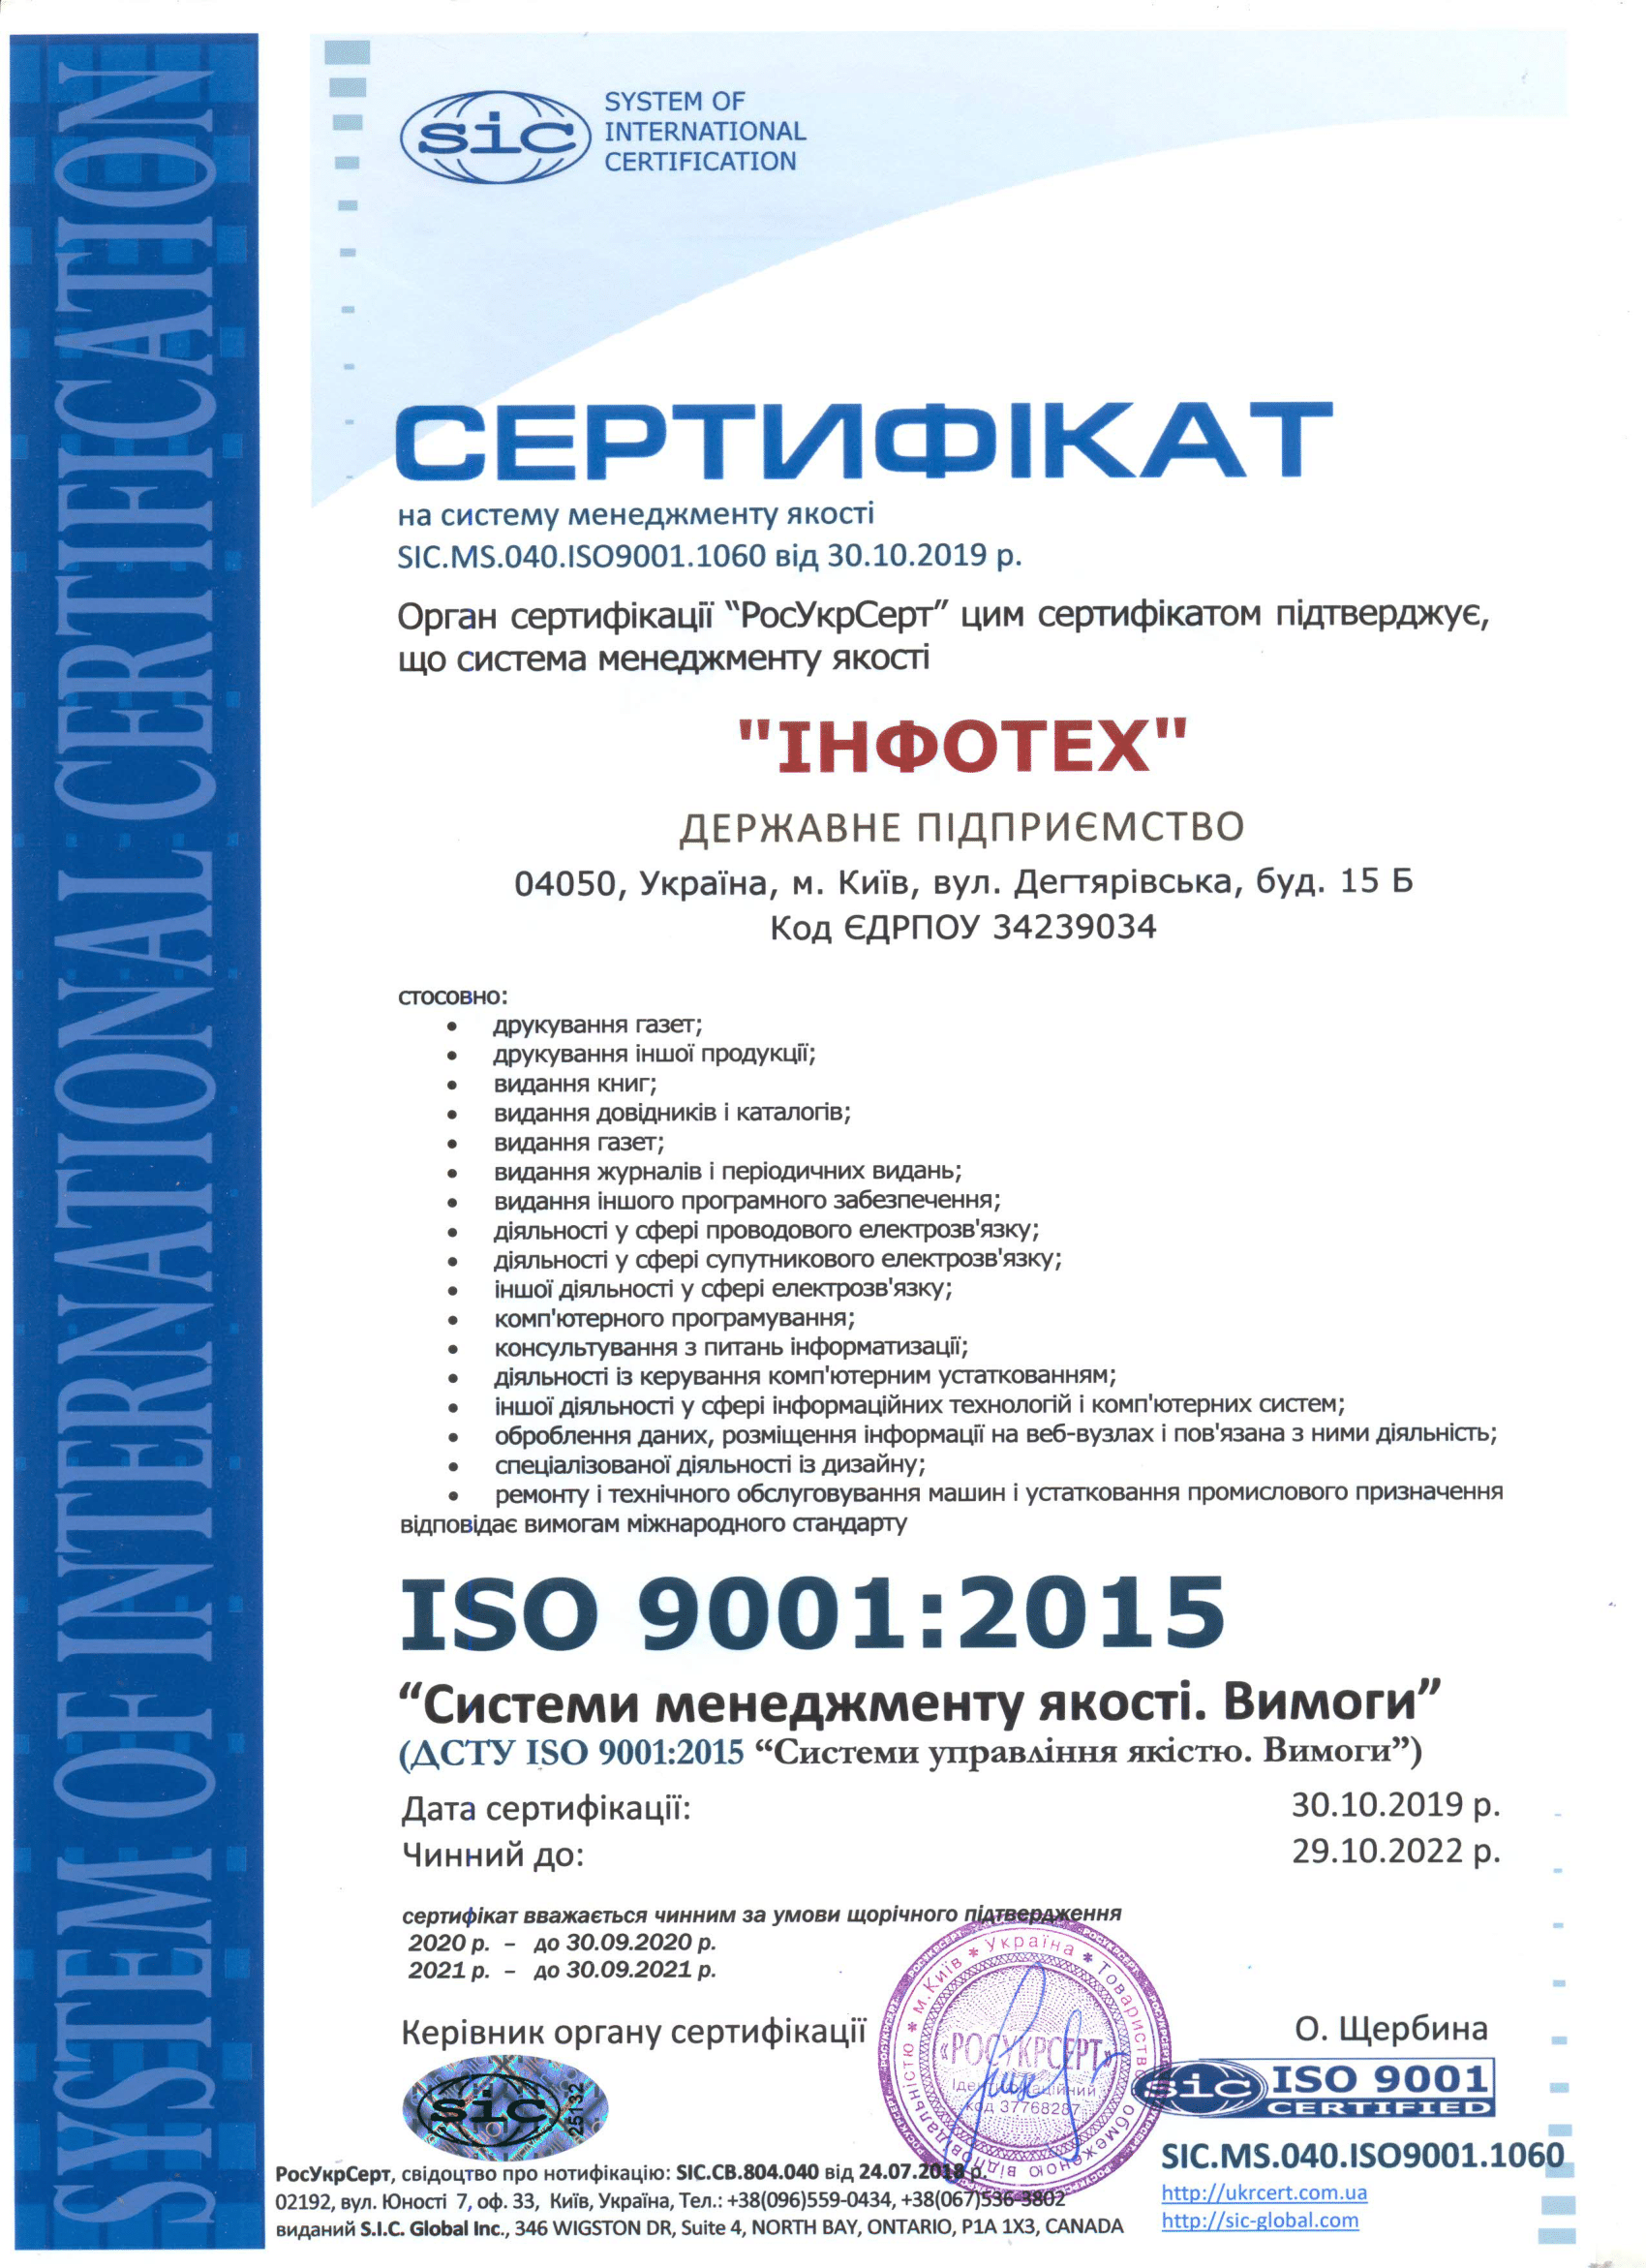 SYSTEM OF INTERNATIONAL CERTIFICATION
sic
SYSTEM OF
INTERNATIONAL
CERTIFICATION
СЕРТИФІКАТ
на систему менеджменту якості
SIC.MS.040.ISO9001.1060 від 30.10.2019 р.
Орган сертифікації “РосУкрСерт” цим сертифікатом підтверджує,
що система менеджменту якості
"ІНФОТЕХ"
ДЕРЖАВНЕ ПІДПРИЄМСТВО
04050, Україна, м. Київ, вул. Дегтярівська, буд. 15 Б
Код ЄДРПОУ 34239034
стосовно:
• друкування газет;
• друкування іншої продукції;
• видання книг;
• видання довідників і каталогів;
• видання газет;
• видання журналів і періодичних видань;
• видання іншого програмного забезпечення;
• діяльності у сфері проводового електрозв'язку;
• діяльності у сфері супутникового електрозв'язку;
• іншої діяльності у сфері електрозв'язку;
• комп'ютерного програмування;
• консультування з питань інформатизації;
• діяльності із керування комп'ютерним устаткованням;
• іншої діяльності у сфері інформаційних технологій і комп'ютерних систем;
• оброблення даних, розміщення інформації на веб-вузлах і пов'язана з ними діяльність;
• спеціалізованої діяльності із дизайну;
• ремонту і технічного обслуговування машин і устатковання промислового призначення
відповідає вимогам міжнародного стандарту
ISO 9001:2015
“Системи менеджменту якості. Вимоги”
(ДСТУ ISO 9001:2015 “Системи управління якістю. Вимоги”)
Дата сертифікації: 30.10.2019 р.
Чинний до: 29.10.2022 р.
сертифікат вважається чинним за умови щорічного підтвердження
2020 р. – до 30.09.2020 р.
2021 р. – до 30.09.2021 р.
Керівник органу сертифікації
О. Щербина
* м.Київ * Україна * Товариство з обмеженою відповідальністю
«РОСУКРСЕРТ»
Ідентифікаційний
код 37768287
sic
25132
sic ISO 9001
CERTIFIED
SIC.MS.040.ISO9001.1060
http://ukrcert.com.ua
http://sic-global.com
РосУкрСерт, свідоцтво про нотифікацію: SIC.CB.804.040 від 24.07.2018 р.
02192, вул. Юності 7, оф. 33, Київ, Україна, Тел.: +38(096)559-0434, +38(067)536-3802
виданий S.I.C. Global Inc., 346 WIGSTON DR, Suite 4, NORTH BAY, ONTARIO, P1A 1X3, CANADA